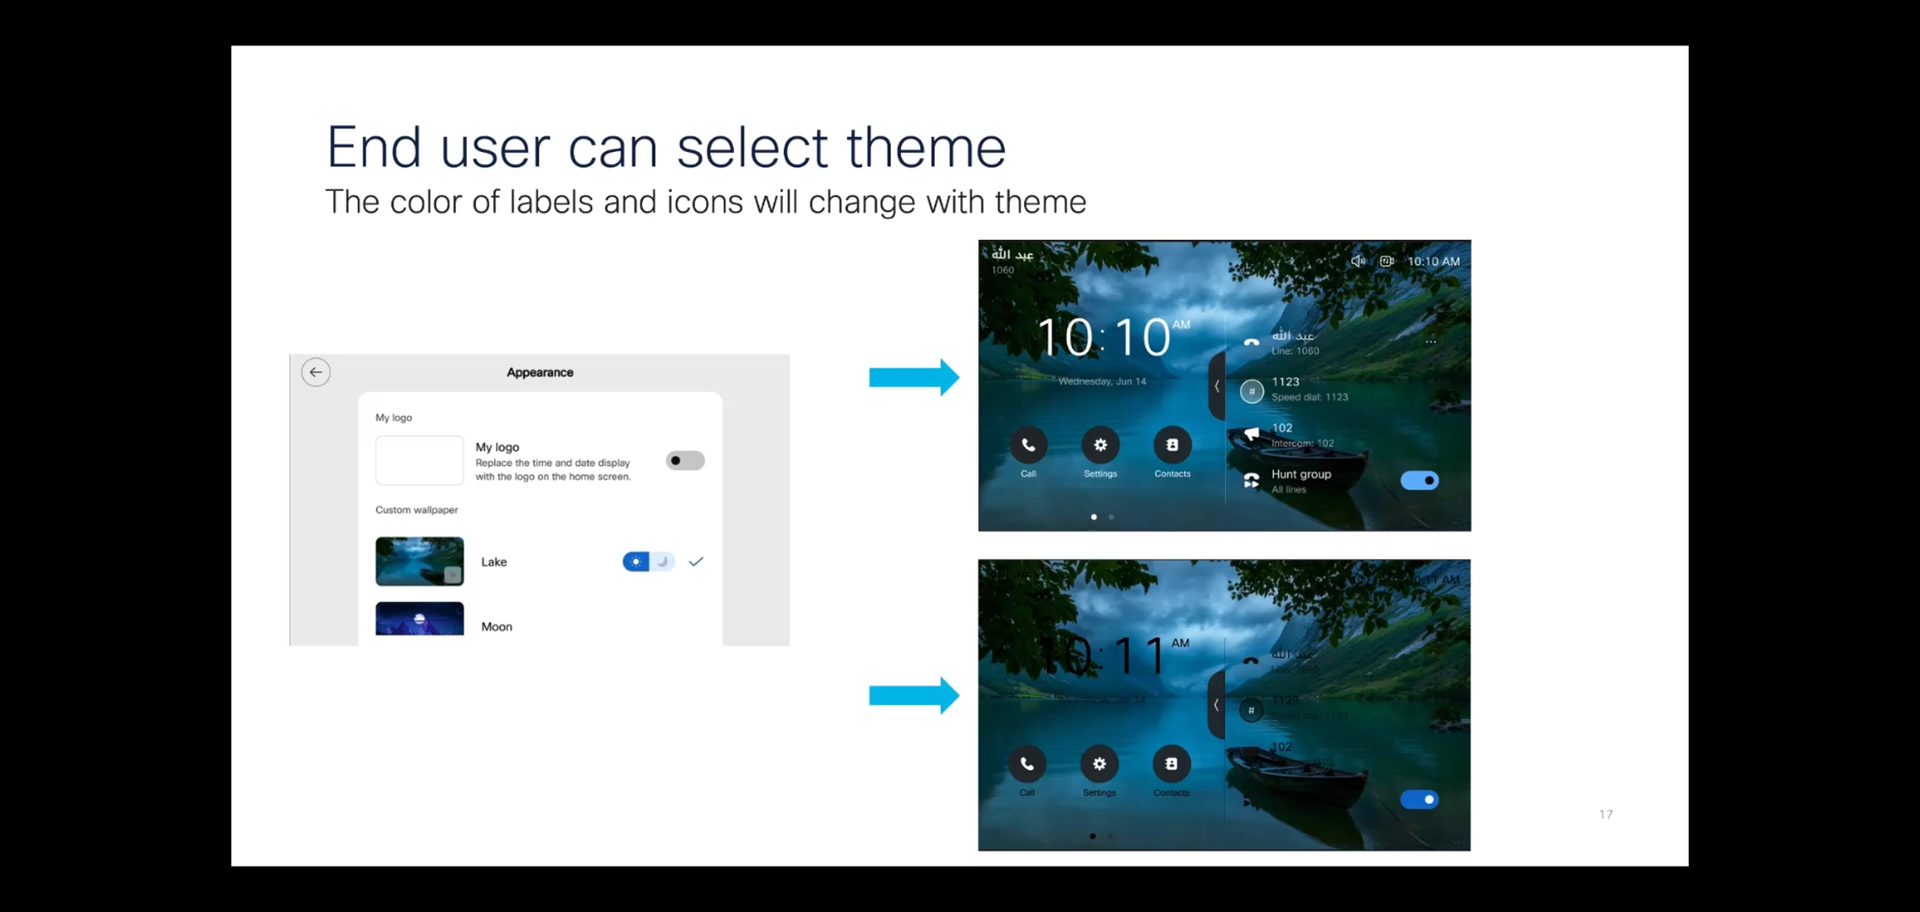 End user can select theme
The color of labels and icons will change with theme
Appearance
My logo
My logo
Replace the time and date display
with the logo on the home screen.
Custom wallpaper
Lake
Moon
عبد الله
1060
10:10 AM
10:10 AM
Wednesday, Jun 14
Call
Settings
Contacts
عبد الله
Line: 1060
...
#
1123
Speed dial: 1123
102
Intercom: 102
Hunt group
All lines
10:11 AM
Call
Settings
Contacts
#
1123
102
17